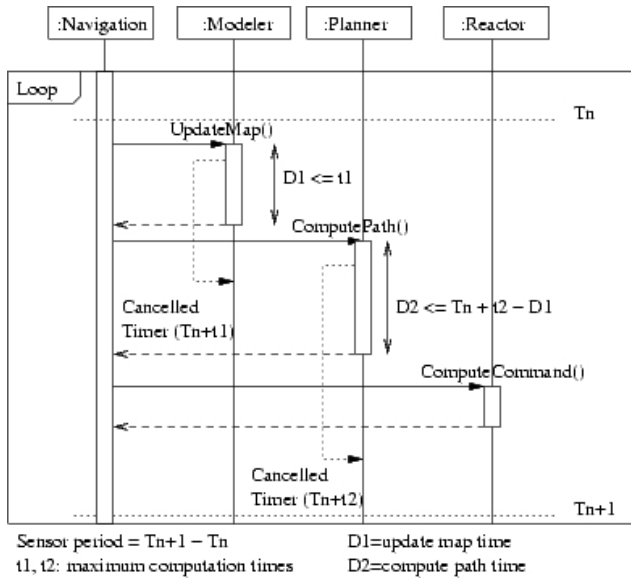 :Navigation :Modeler :Planner :Reactor
Loop
Tn
UpdateMap()
D1 <= t1
ComputePath()
Cancelled
Timer (Tn+t1)
D2 <= Tn + t2 − D1
ComputeCommand()
Cancelled
Timer (Tn+t2)
Tn+1
Sensor period = Tn+1 − Tn D1=update map time
t1, t2: maximum computation times D2=compute path time